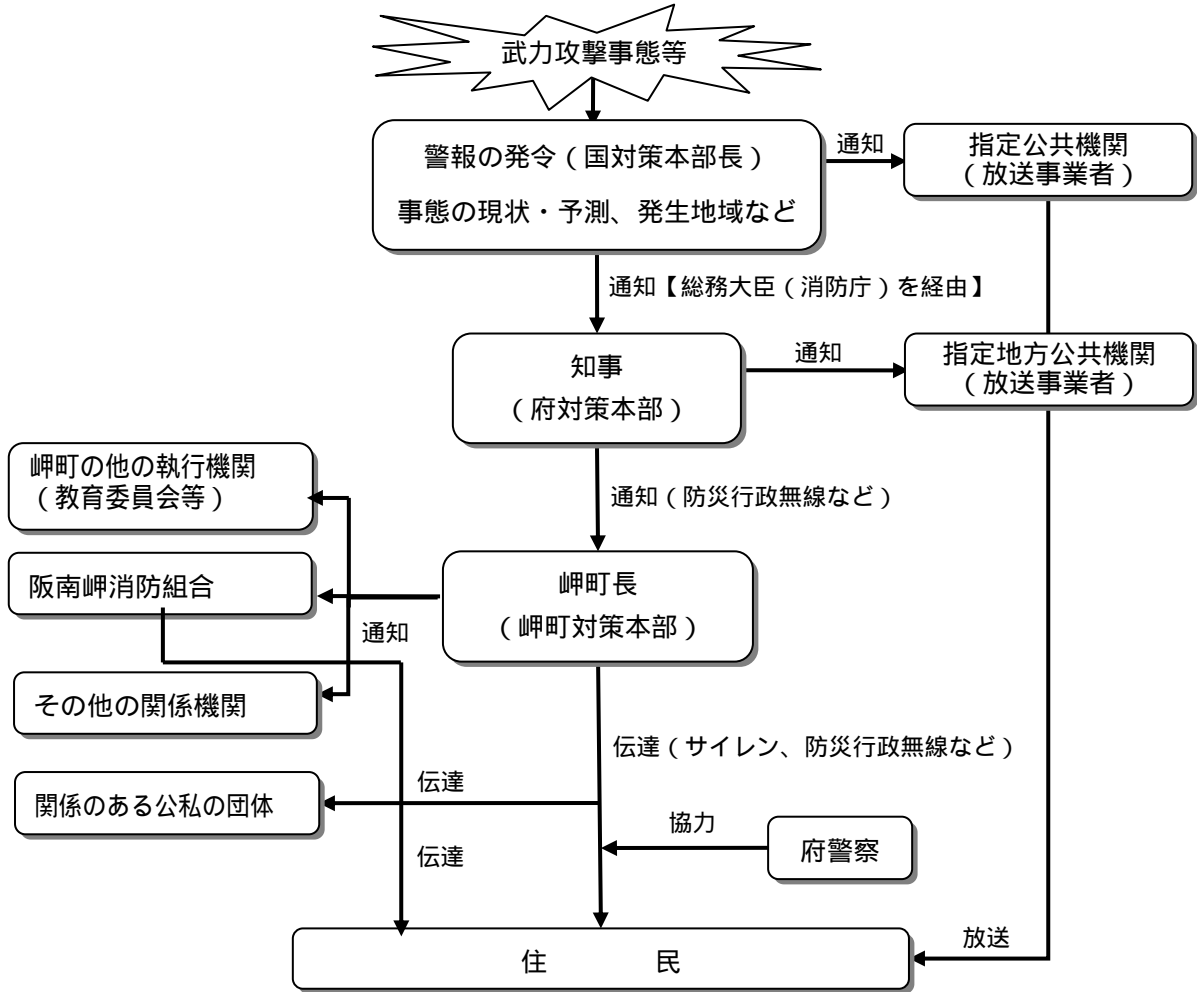 武力攻撃事態等
警報の発令（国対策本部長）
事態の現状・予測、発生地域など
通知
指定公共機関
（放送事業者）
通知【総務大臣（消防庁）を経由】
知事
（府対策本部）
通知
指定地方公共機関
（放送事業者）
岬町の他の執行機関
（教育委員会等）
通知（防災行政無線など）
阪南岬消防組合
岬町長
（岬町対策本部）
通知
その他の関係機関
伝達（サイレン、防災行政無線など）
関係のある公私の団体
伝達
協力
府警察
伝達
放送
住　　　民